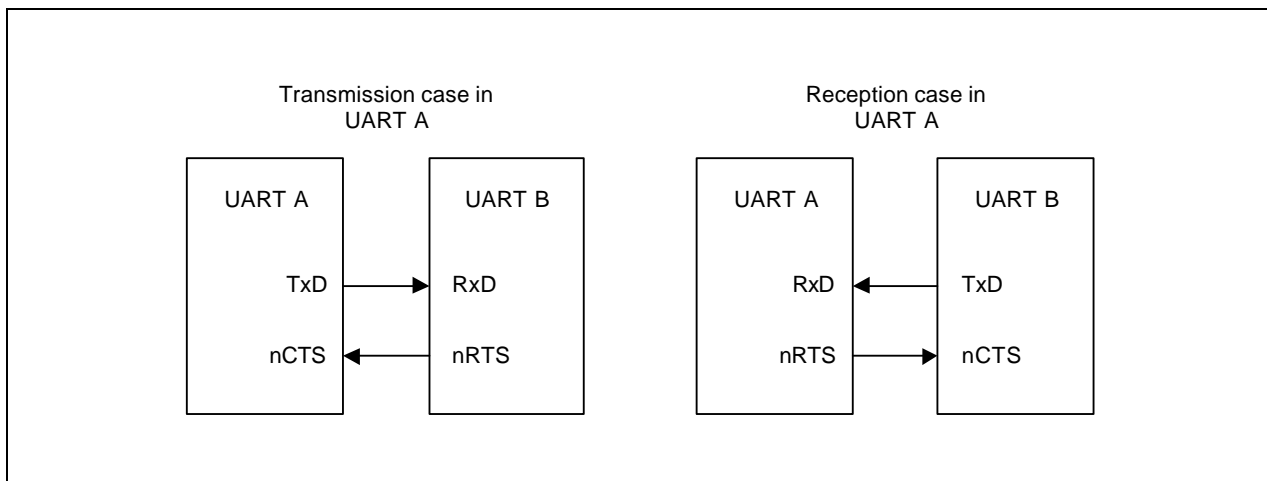 Transmission case in
UART A
UART A
UART B
TxD
RxD
nCTS
nRTS
Reception case in
UART A
UART A
UART B
RxD
TxD
nRTS
nCTS